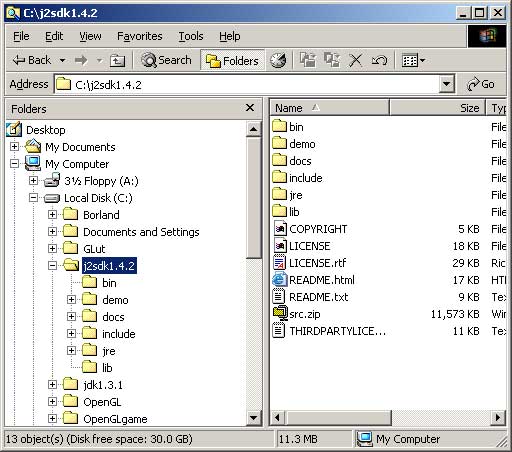 C:\j2sdk1.4.2
File Edit View Favorites Tools Help
Back Search Folders
Address C:\j2sdk1.4.2 Go
Folders
Desktop
My Documents
My Computer
3½ Floppy (A:)
Local Disk (C:)
Borland
Documents and Settings
GLut
j2sdk1.4.2
bin
demo
docs
include
jre
lib
jdk1.3.1
OpenGL
OpenGLgame
Name Size Typ
bin File
demo File
docs File
include File
jre File
lib File
COPYRIGHT 5 KB File
LICENSE 18 KB File
LICENSE.rtf 29 KB Ric
README.html 17 KB HT
README.txt 9 KB Tex
src.zip 11,573 KB Win
THIRDPARTYLICE... 11 KB Tex
13 object(s) (Disk free space: 30.0 GB) 11.3 MB My Computer